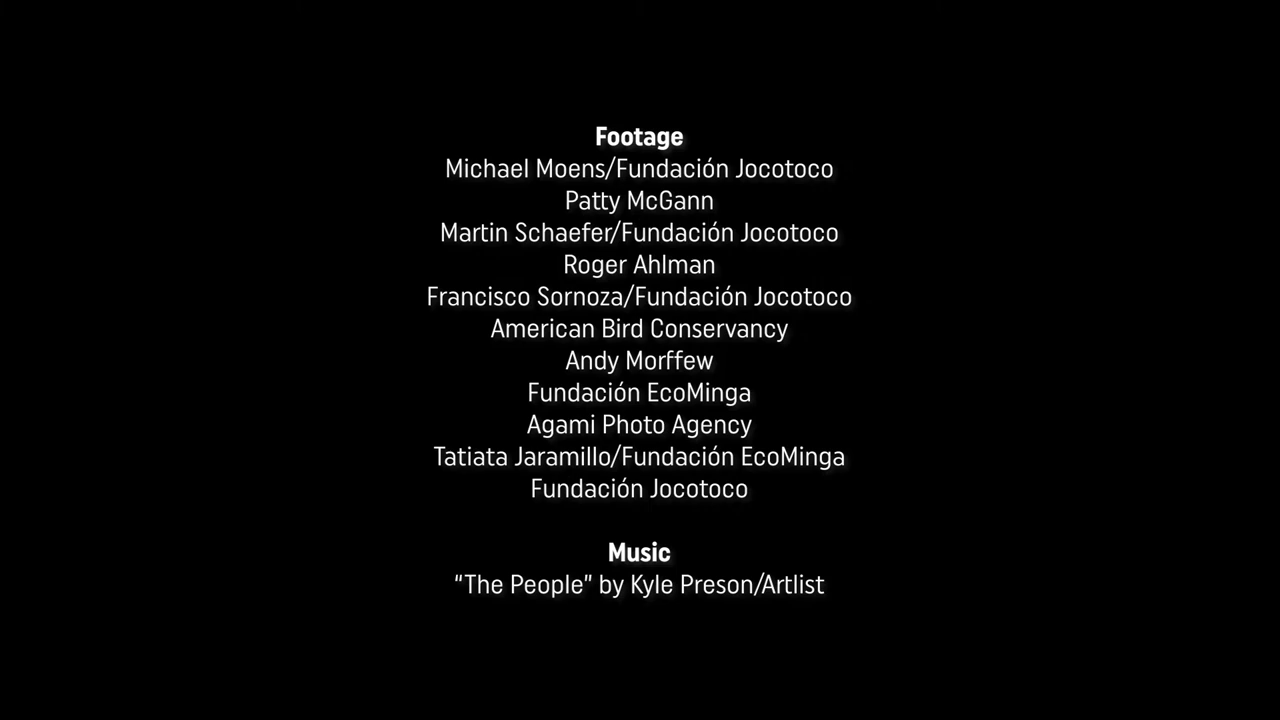 Footage
Michael Moens/Fundación Jocotoco
Patty McGann
Martin Schaefer/Fundación Jocotoco
Roger Ahlman
Francisco Sornoza/Fundación Jocotoco
American Bird Conservancy
Andy Morffew
Fundación EcoMinga
Agami Photo Agency
Tatiata Jaramillo/Fundación EcoMinga
Fundación Jocotoco
Music
“The People” by Kyle Preson/Artlist